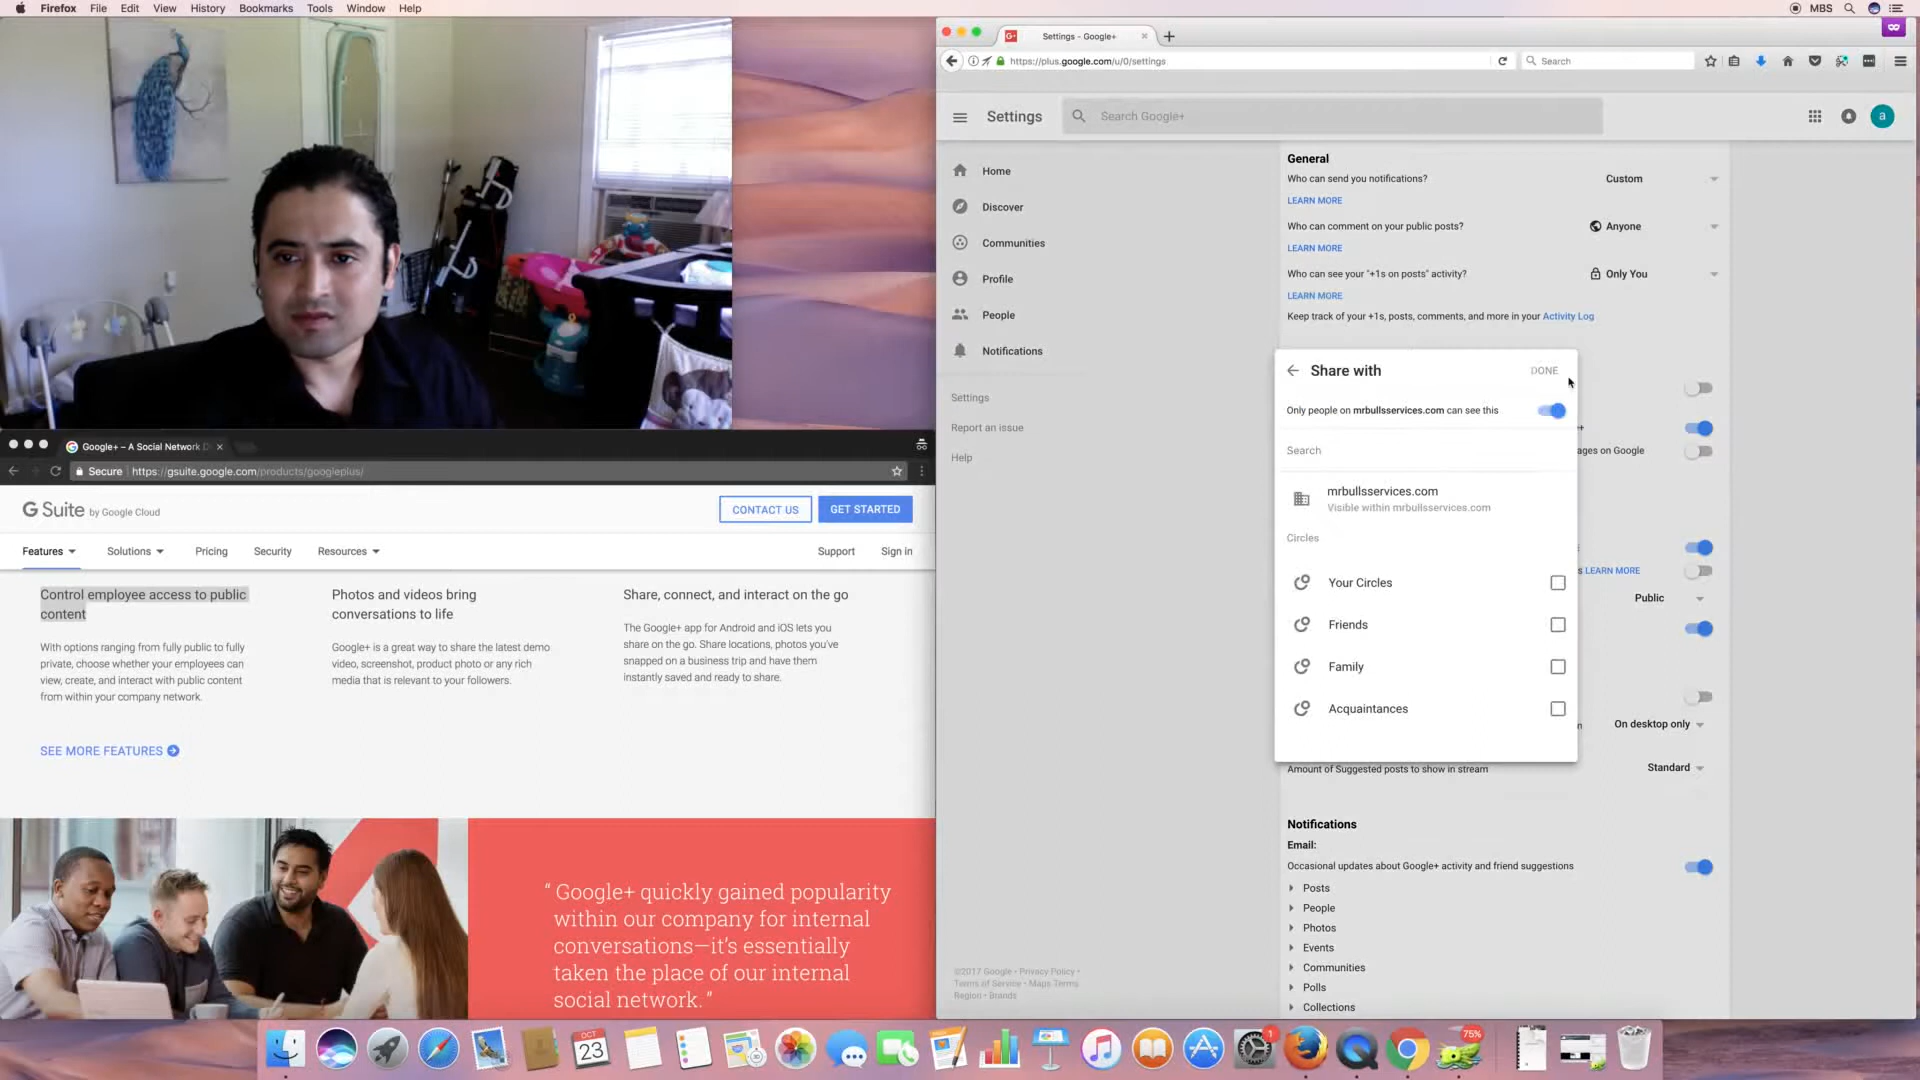 Firefox File Edit View History Bookmarks Tools Window Help
MBS
Settings - Google+
https://plus.google.com/u/0/settings
Search
Settings
Search Google+
a
Home
Discover
Communities
Profile
People
Notifications
Settings
Report an issue
Help
©2017 Google • Privacy Policy •
Terms of Service • Maps Terms
Region • Brands
General
Who can send you notifications?
Custom
LEARN MORE
Who can comment on your public posts?
Anyone
LEARN MORE
Who can see your "+1s on posts" activity?
Only You
LEARN MORE
Keep track of your +1s, posts, comments, and more in your Activity Log
Share with
DONE
Only people on mrbullsservices.com can see this
Search
mrbullsservices.com
Visible within mrbullsservices.com
Circles
Your Circles
Friends
Family
Acquaintances
ages on Google
LEARN MORE
Public
On desktop only
Amount of Suggested posts to show in stream
Standard
Notifications
Email:
Occasional updates about Google+ activity and friend suggestions
Posts
People
Photos
Events
Communities
Polls
Collections
Google+ – A Social Network
Secure https://gsuite.google.com/products/googleplus/
G Suite by Google Cloud
CONTACT US
GET STARTED
Features Solutions Pricing Security Resources Support Sign in
Control employee access to public
content
With options ranging from fully public to fully
private, choose whether your employees can
view, create, and interact with public content
from within your company network.
Photos and videos bring
conversations to life
Google+ is a great way to share the latest demo
video, screenshot, product photo or any rich
media that is relevant to your followers.
Share, connect, and interact on the go
The Google+ app for Android and iOS lets you
share on the go. Share locations, photos you've
snapped on a business trip and have them
instantly saved and ready to share.
SEE MORE FEATURES
“ Google+ quickly gained popularity
within our company for internal
conversations—it's essentially
taken the place of our internal
social network. ”
OCT
23
1
75%